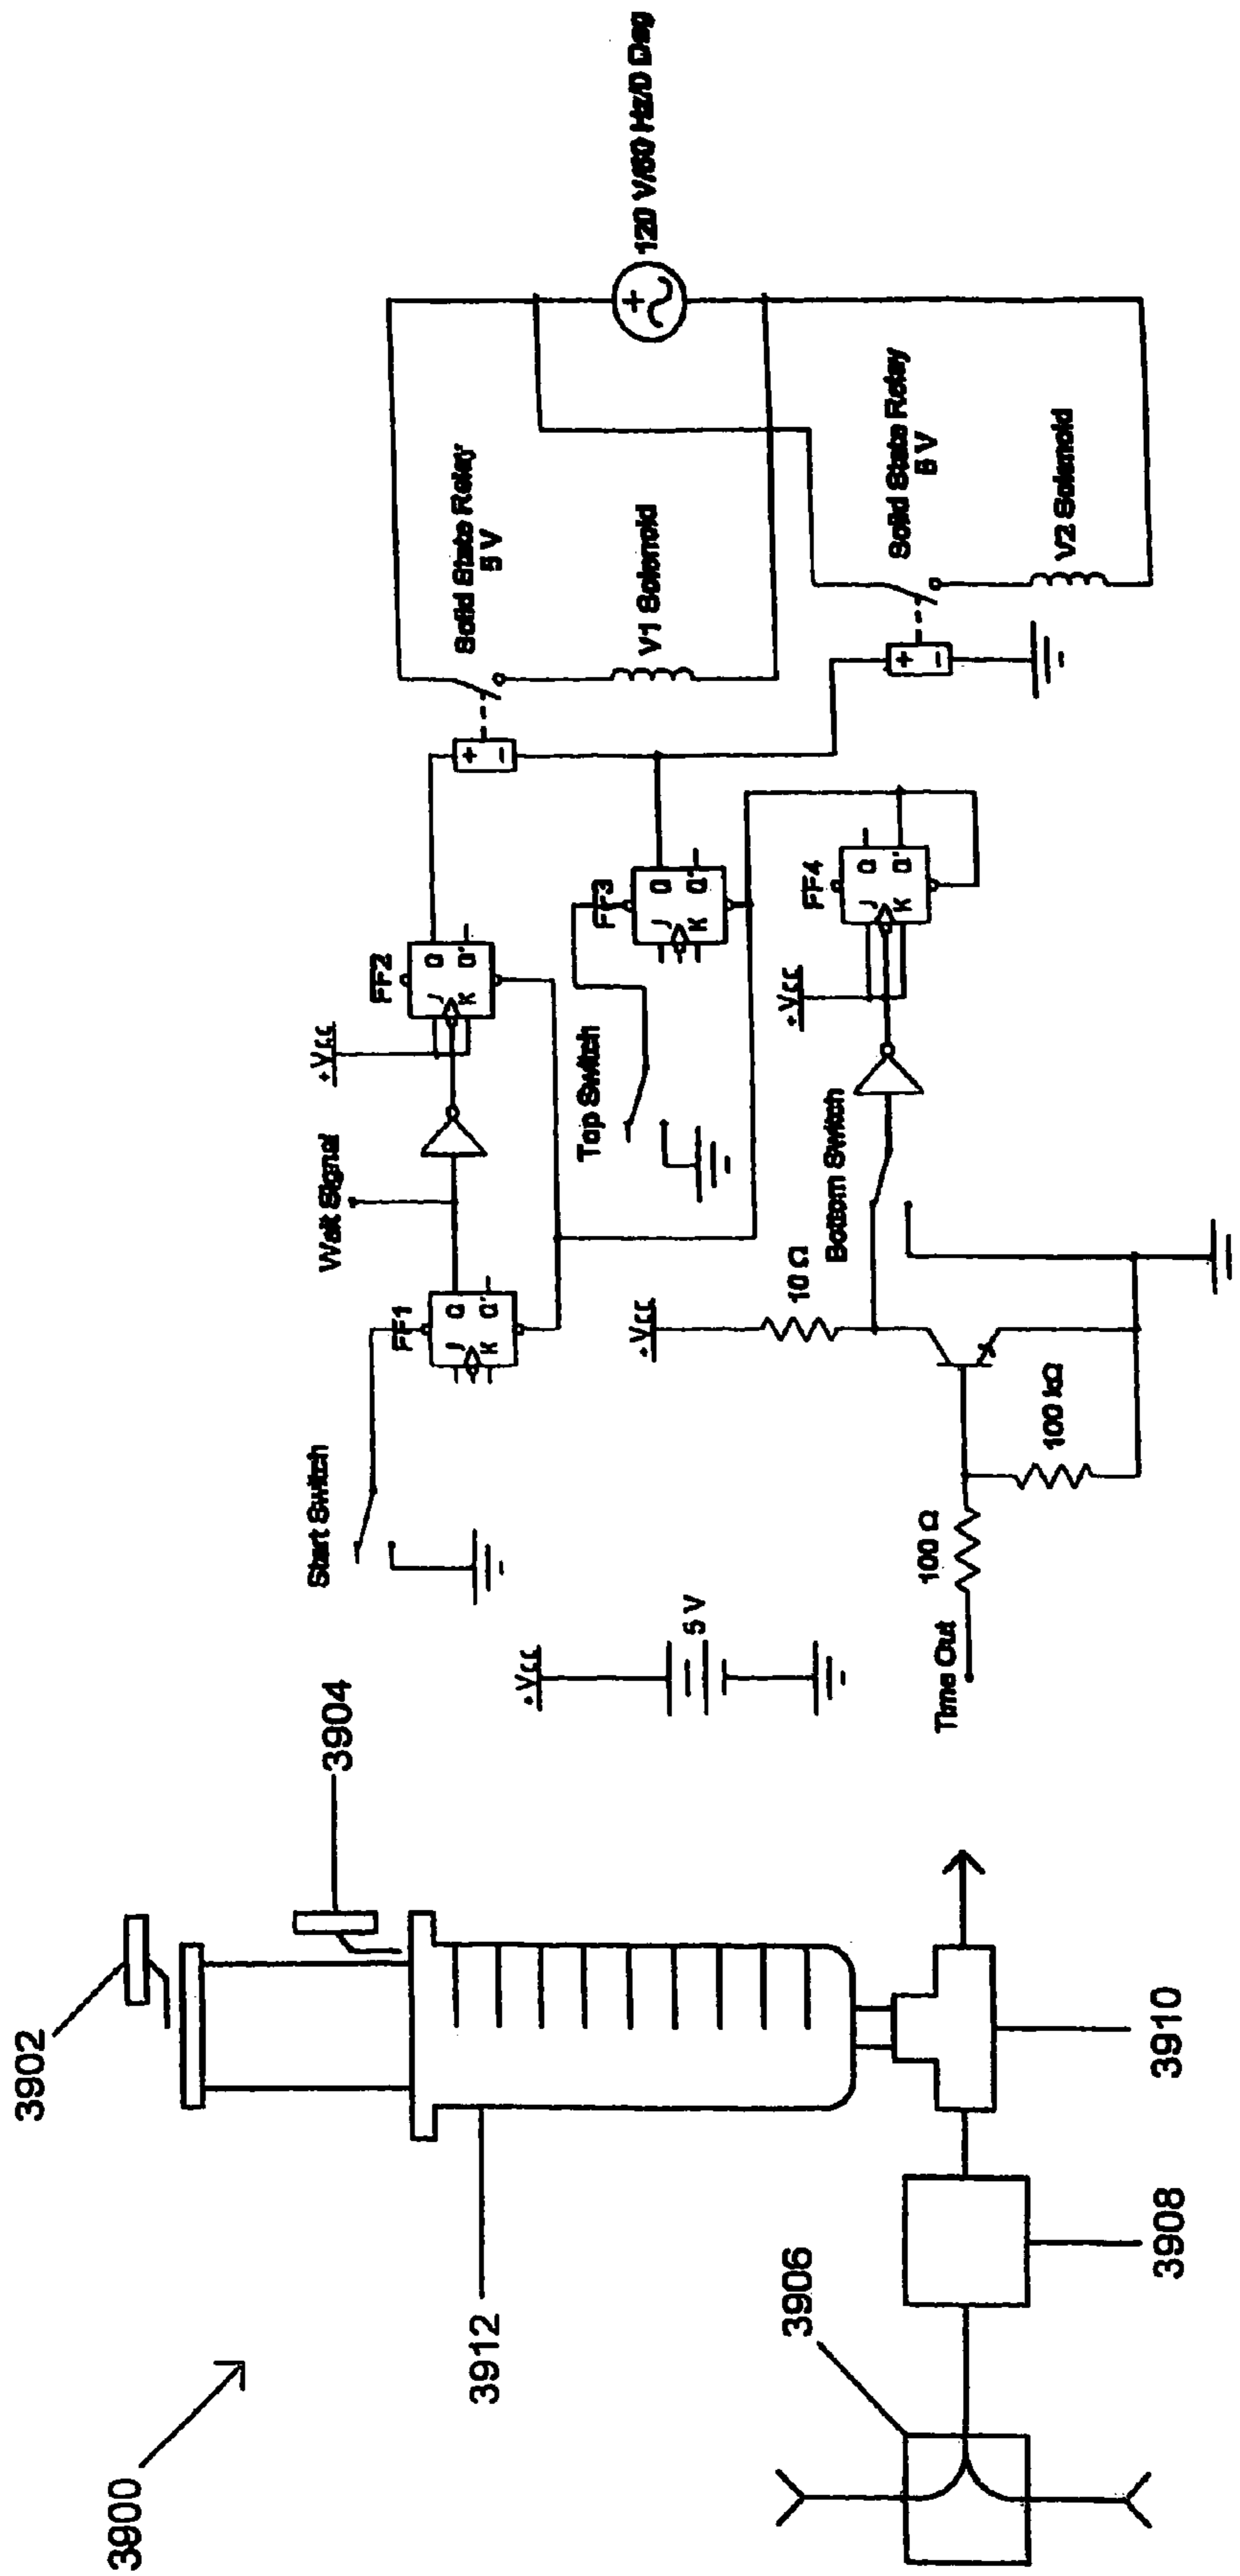 3900
3902
3904
3912
3906
3908
3910
+Vcc
5 V
Start Switch
Wait Signal
+Vcc
FF1
J
K
Q
Q'
FF2
J
K
Q
Q'
Top Switch
FF3
J
K
Q
Q'
+Vcc
10 Ω
Bottom Switch
+Vcc
FF4
J
K
Q
Q'
Time Out
100 Ω
100 kΩ
+
−
Solid State Relay
5 V
V1 Solenoid
+
−
Solid State Relay
5 V
V2 Solenoid
+
120 V/60 Hz/0 Deg